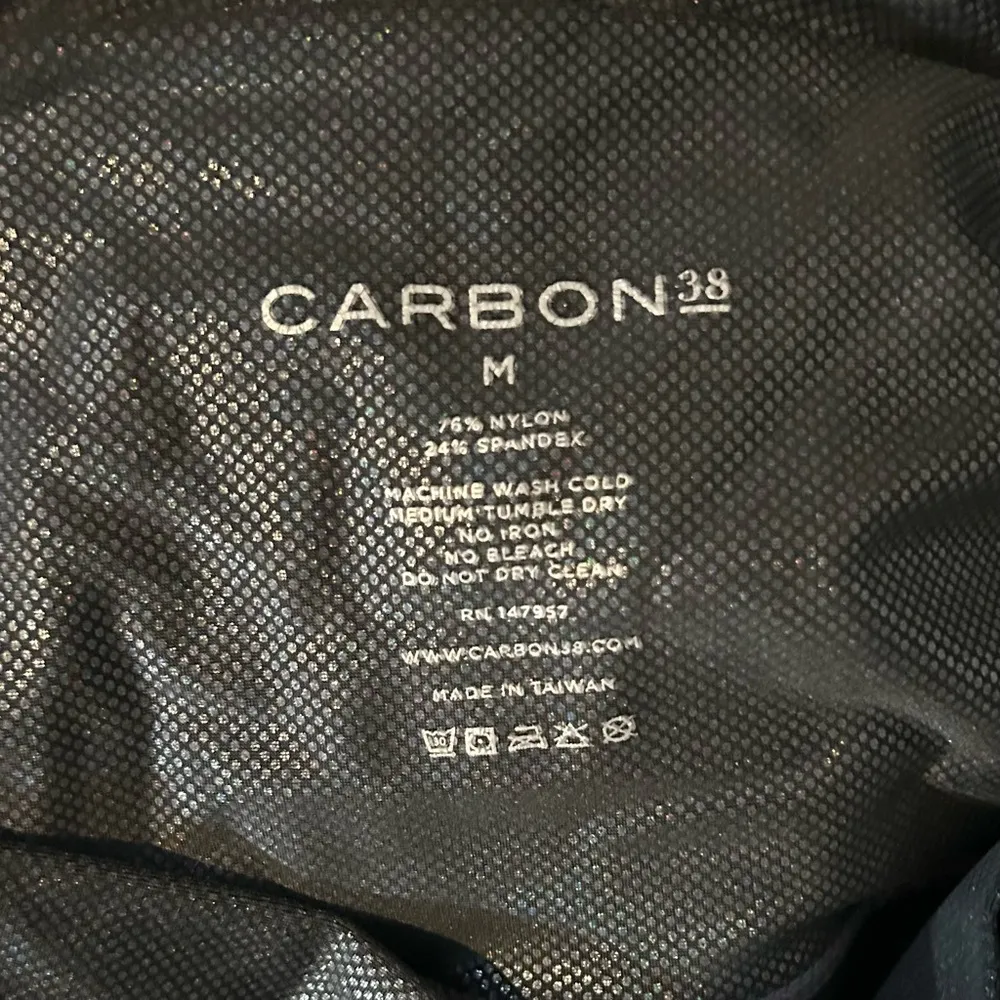 CARBON38
M
76% NYLON
24% SPANDEX
MACHINE WASH COLD
MEDIUM TUMBLE DRY
NO IRON
NO BLEACH
DO NOT DRY CLEAN
RN 147957
WWW.CARBON38.COM
MADE IN TAIWAN
30